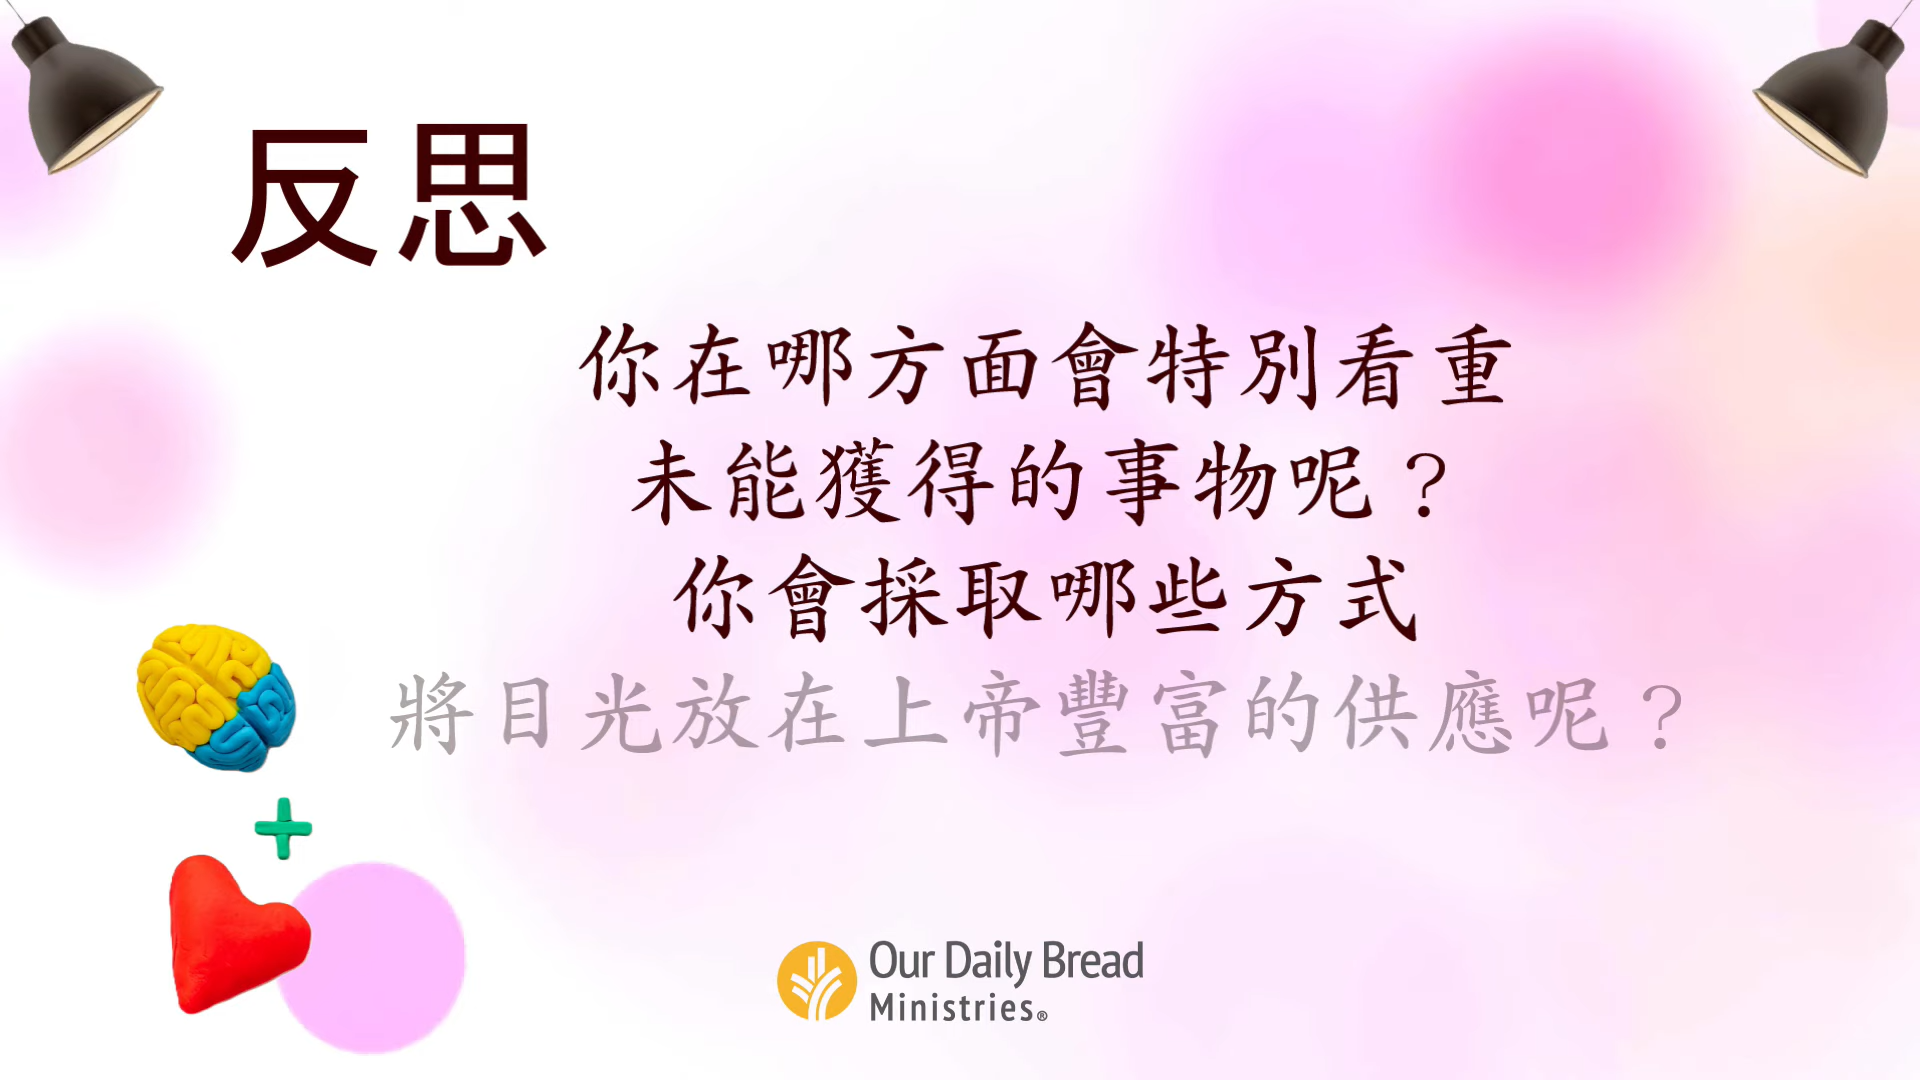 反思
你在哪方面會特別看重
未能獲得的事物呢？
你會採取哪些方式
將目光放在上帝豐富的供應呢？
Our Daily Bread
Ministries®